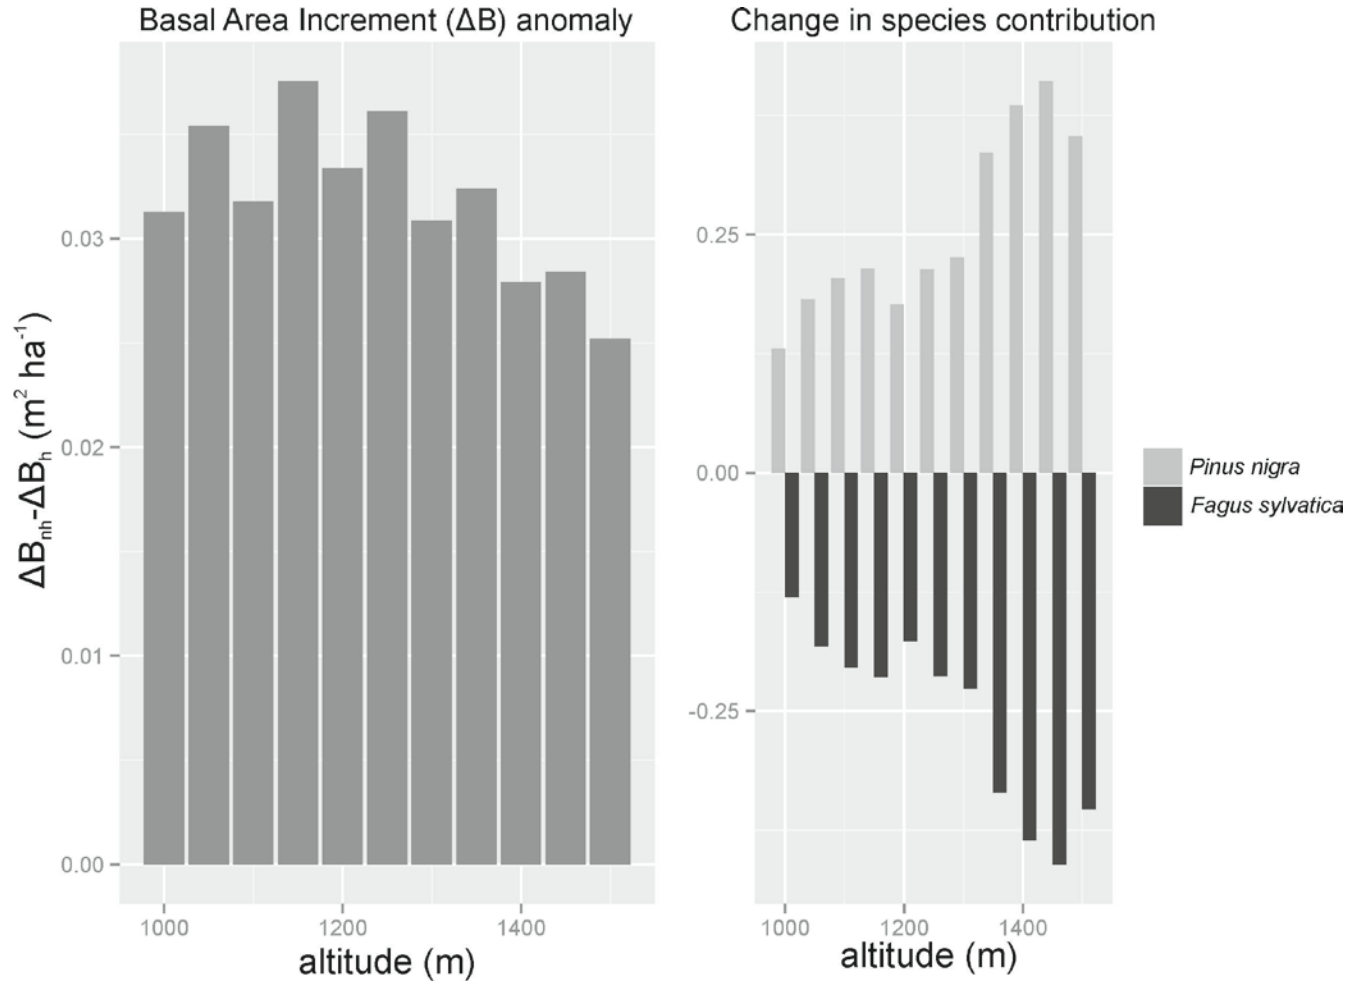 Basal Area Increment (ΔB) anomaly
Change in species contribution
ΔBnh-ΔBh (m² ha⁻¹)
0.03
0.02
0.01
0.00
1000 1200 1400
altitude (m)
0.25
0.00
-0.25
1000 1200 1400
altitude (m)
Pinus nigra
Fagus sylvatica